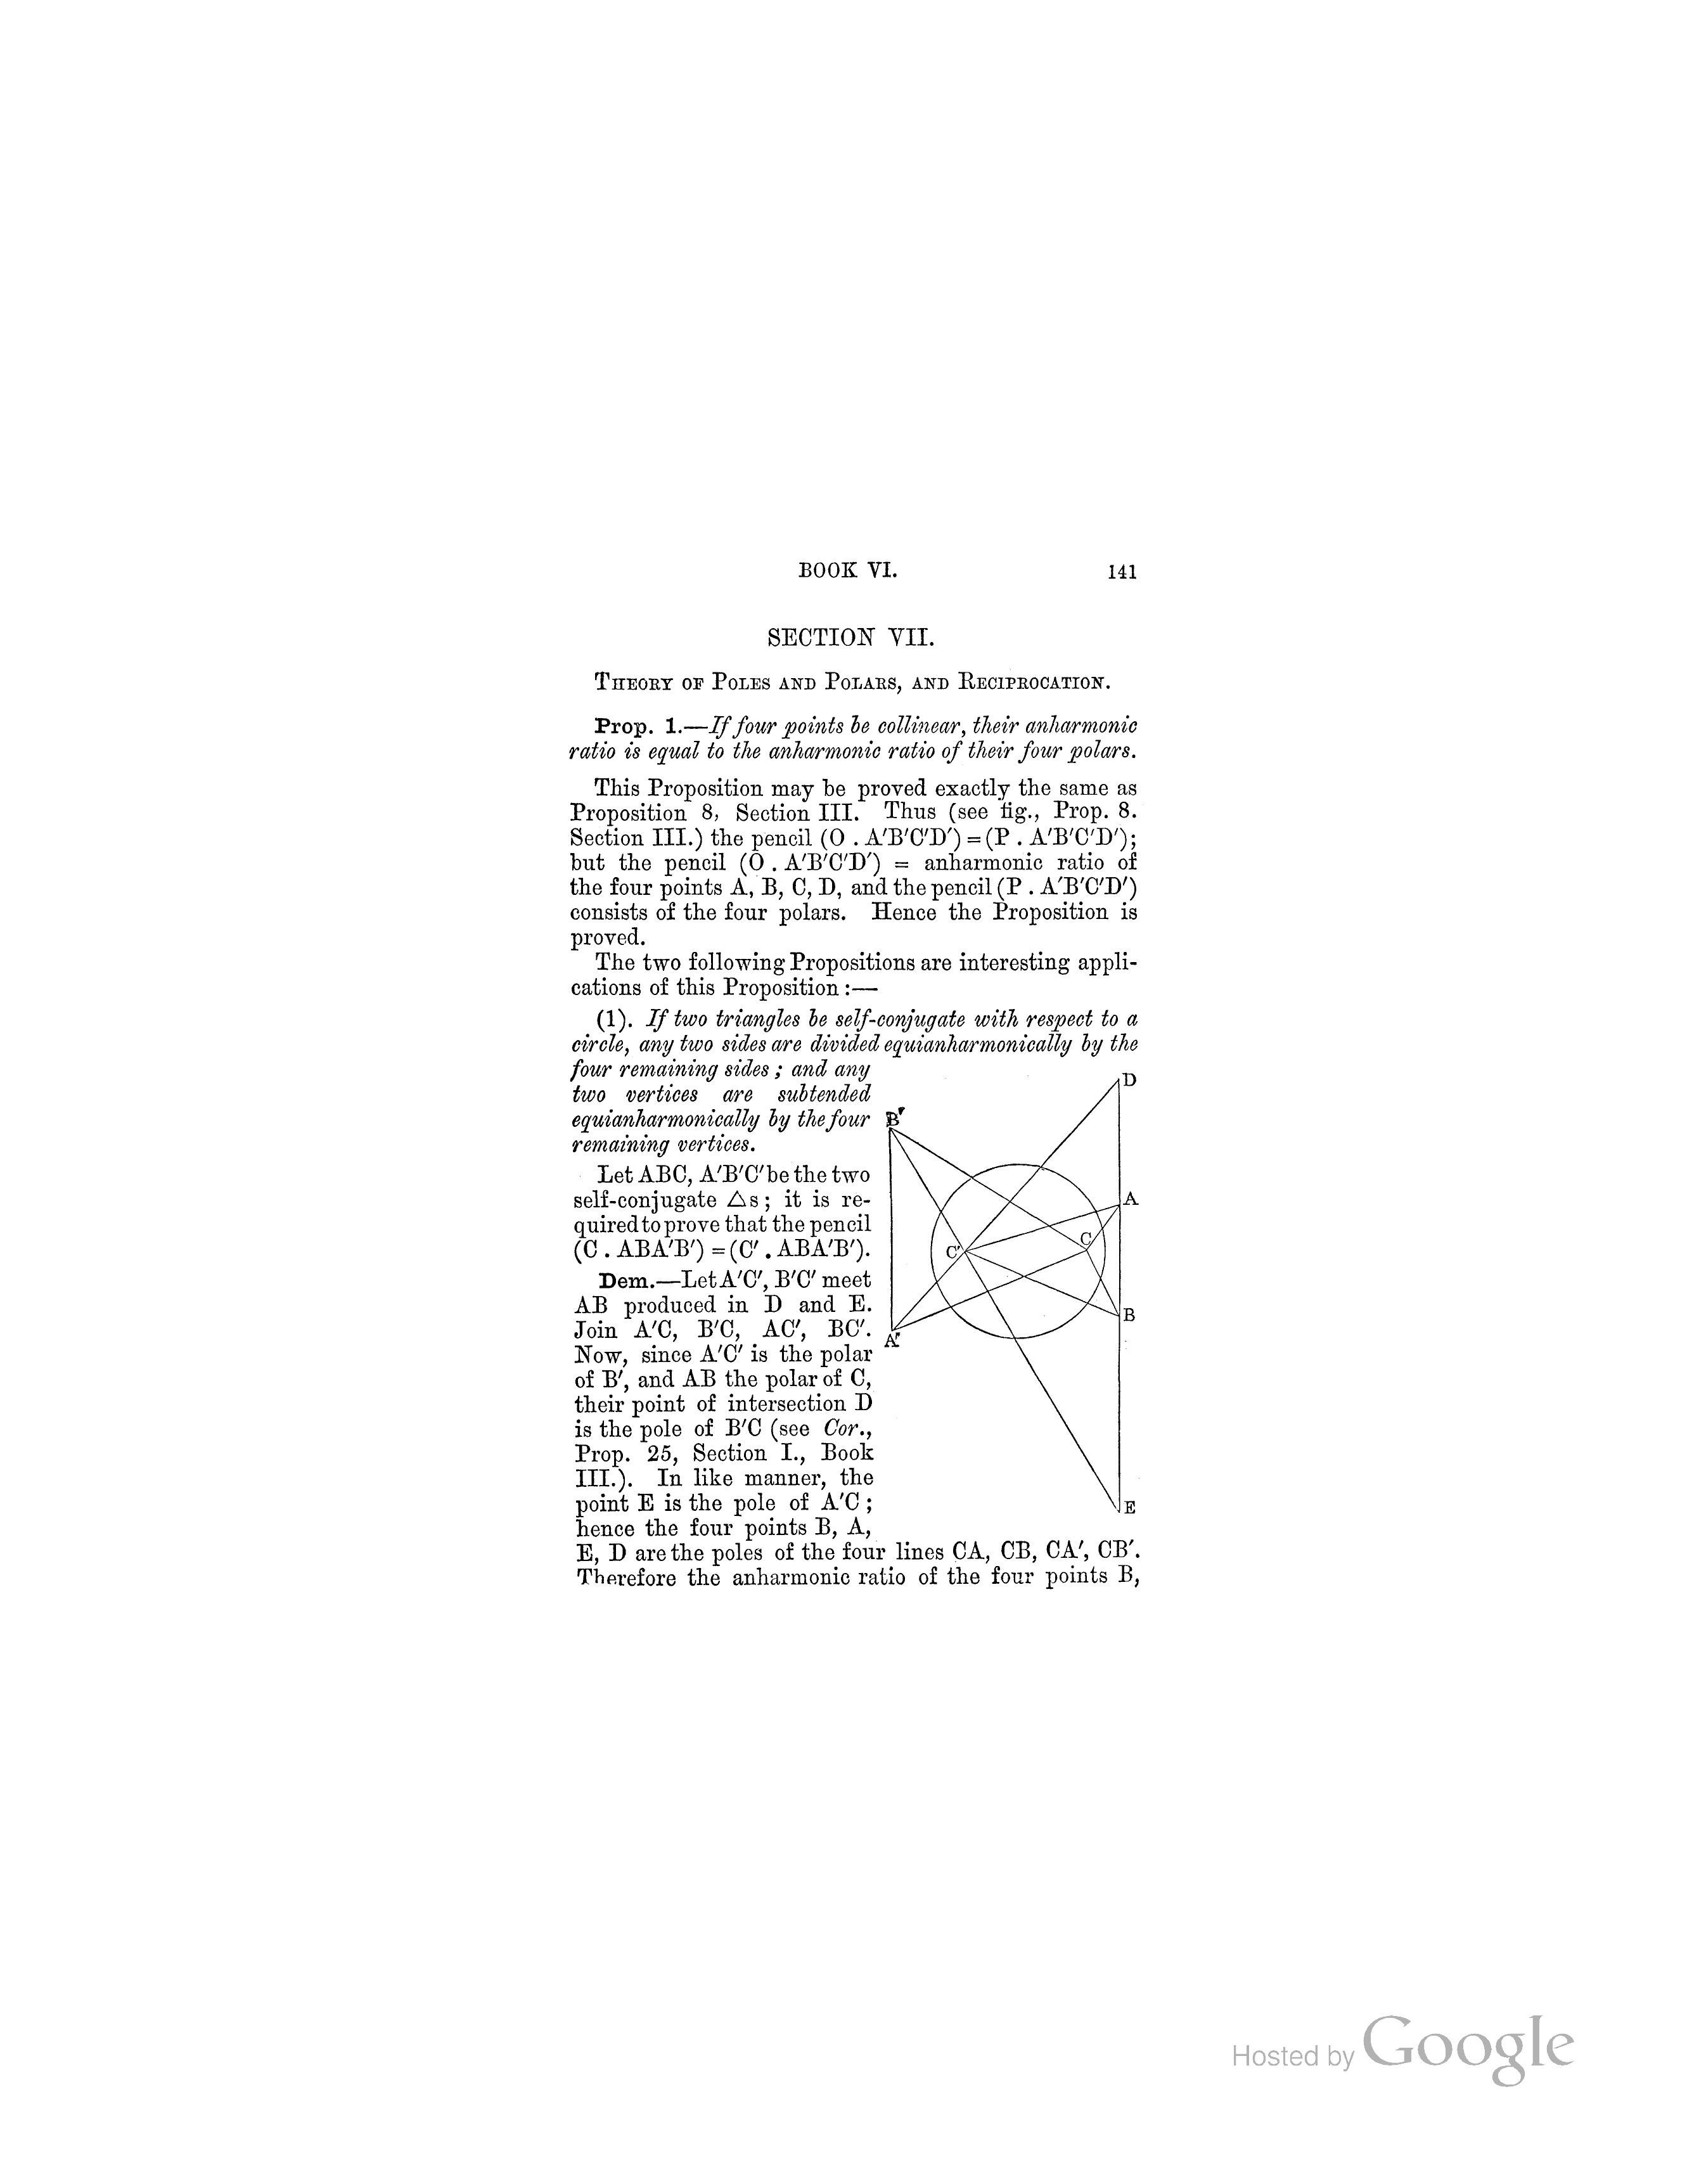 BOOK VI. 141
SECTION VII.
THEORY OF POLES AND POLARS, AND RECIPROCATION.
Prop. 1.—If four points be collinear, their anharmonic
ratio is equal to the anharmonic ratio of their four polars.
This Proposition may be proved exactly the same as
Proposition 8, Section III. Thus (see fig., Prop. 8.
Section III.) the pencil (O . A′B′C′D′) = (P . A′B′C′D′);
but the pencil (O . A′B′C′D′) = anharmonic ratio of
the four points A, B, C, D, and the pencil (P . A′B′C′D′)
consists of the four polars. Hence the Proposition is
proved.
The two following Propositions are interesting appli-
cations of this Proposition :—
(1). If two triangles be self-conjugate with respect to a
circle, any two sides are divided equianharmonically by the
four remaining sides ; and any
two vertices are subtended
equianharmonically by the four
remaining vertices.
Let ABC, A′B′C′ be the two
self-conjugate △s ; it is re-
quired to prove that the pencil
(C . ABA′B′) = (C′ . ABA′B′).
Dem.—Let A′C′, B′C′ meet
AB produced in D and E.
Join A′C, B′C, AC′, BC′.
Now, since A′C′ is the polar
of B′, and AB the polar of C,
their point of intersection D
is the pole of B′C (see Cor.,
Prop. 25, Section I., Book
III.). In like manner, the
point E is the pole of A′C ;
hence the four points B, A,
E, D are the poles of the four lines CA, CB, CA′, CB′.
Therefore the anharmonic ratio of the four points B,
D
B′
A
C
C′
B
A′
E
Hosted by Google